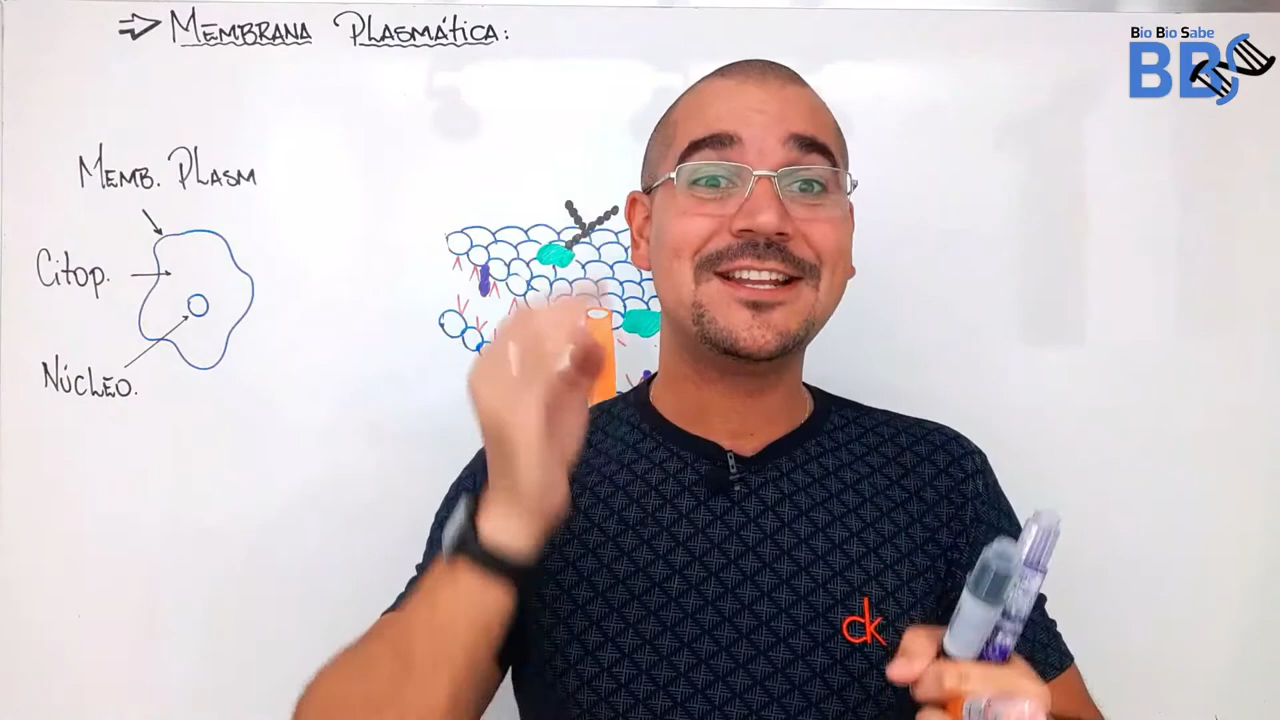 ⇒ MEMBRANA PLASMÁTICA:
Bio Bio Sabe
BBS
MEMB. PLASM
Citop.
NÚCLEO.
ck